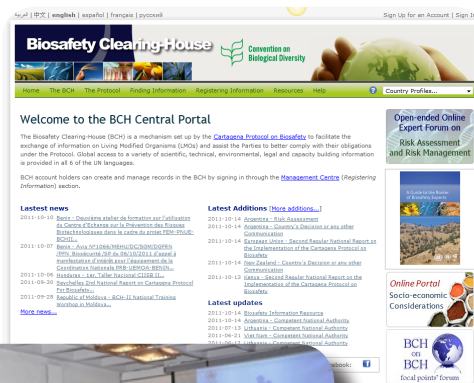 العربية | 中文 | english | español | français | русский
Sign Up for an Account | Sign In
Biosafety Clearing-House
Convention on
Biological Diversity
Home The BCH The Protocol Finding Information Registering Information Resources Help
Country Profiles...
Welcome to the BCH Central Portal
The Biosafety Clearing-House (BCH) is a mechanism set up by the Cartagena Protocol on Biosafety to facilitate the
exchange of information on Living Modified Organisms (LMOs) and assist the Parties to better comply with their obligations
under the Protocol. Global access to a variety of scientific, technical, environmental, legal and capacity building information
is provided in all 6 of the UN languages.
BCH account holders can create and manage records in the BCH by signing in through the Management Centre (Registering
Information) section.
Lastest news
2011-10-10 Benin - Deuxième atelier de formation sur l'utilisation
du Centre d'Echange sur la Prévention des Risques
Biotechnologiques dans le cadre du projet FEM-PNUE-
BCHII...
2011-10-07 Benin - Avis N°1066/MEHU/DC/SGM/DGFRN
/PMN_Biosécurité /SP du 06/10/2011 d'appel à
manifestation d'intérêt pour l'équipement de la
Coordination Nationale PRB-UEMOA-BENIN...
2011-10-06 Honduras - 1er. Taller Nacional CIISB II...
2011-09-30 Seychelles 2nd National Report on Cartagena Protocol
For Biosafety...
2011-09-28 Republic of Moldova - BCH-II National Training
Worshop in Moldova...
More news...
Latest Additions [More additions...]
2011-10-14 Argentina - Risk Assessment
2011-10-14 Argentina - Country's Decision or any other
Communication
2011-10-14 European Union - Second Regular National Report on
the Implementation of the Cartagena Protocol on
Biosafety
2011-10-14 New Zealand - Country's Decision or any other
Communication
2011-10-13 Kenya - Second Regular National Report on the
Implementation of the Cartagena Protocol on
Biosafety
Latest updates
2011-10-14 Biosafety Information Resource
2011-10-14 Argentina - Competent National Authority
2011-07-13 Lithuania - Competent National Authority
2011-06-21 Viet Nam - Competent National Authority
2011-06-17 Lithuania - Competent National Authority
Open-ended Online
Expert Forum on
Risk Assessment
and Risk Management
Online Portal
Socio-economic
Considerations
BCH
on
BCH
focal points' forum